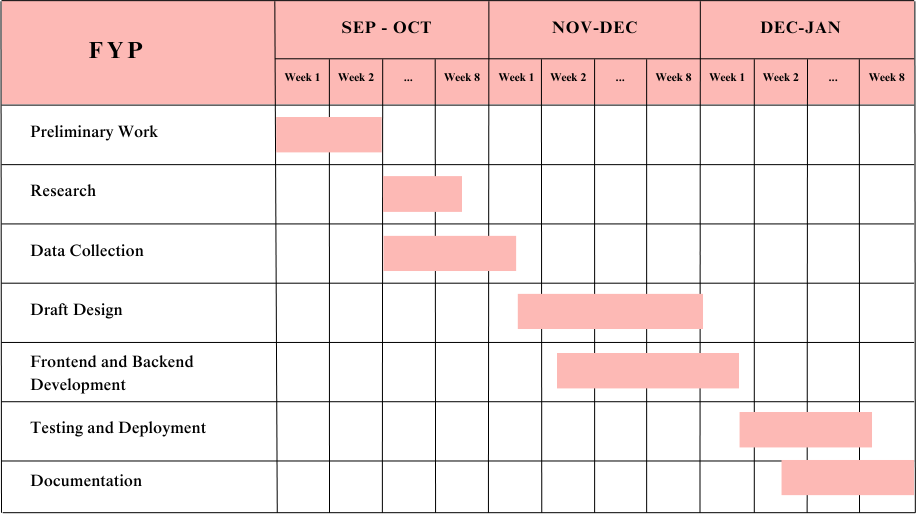 FYP
SEP - OCT
NOV-DEC
DEC-JAN
Week 1
Week 2
...
Week 8
Week 1
Week 2
...
Week 8
Week 1
Week 2
...
Week 8
Preliminary Work
Research
Data Collection
Draft Design
Frontend and Backend
Development
Testing and Deployment
Documentation